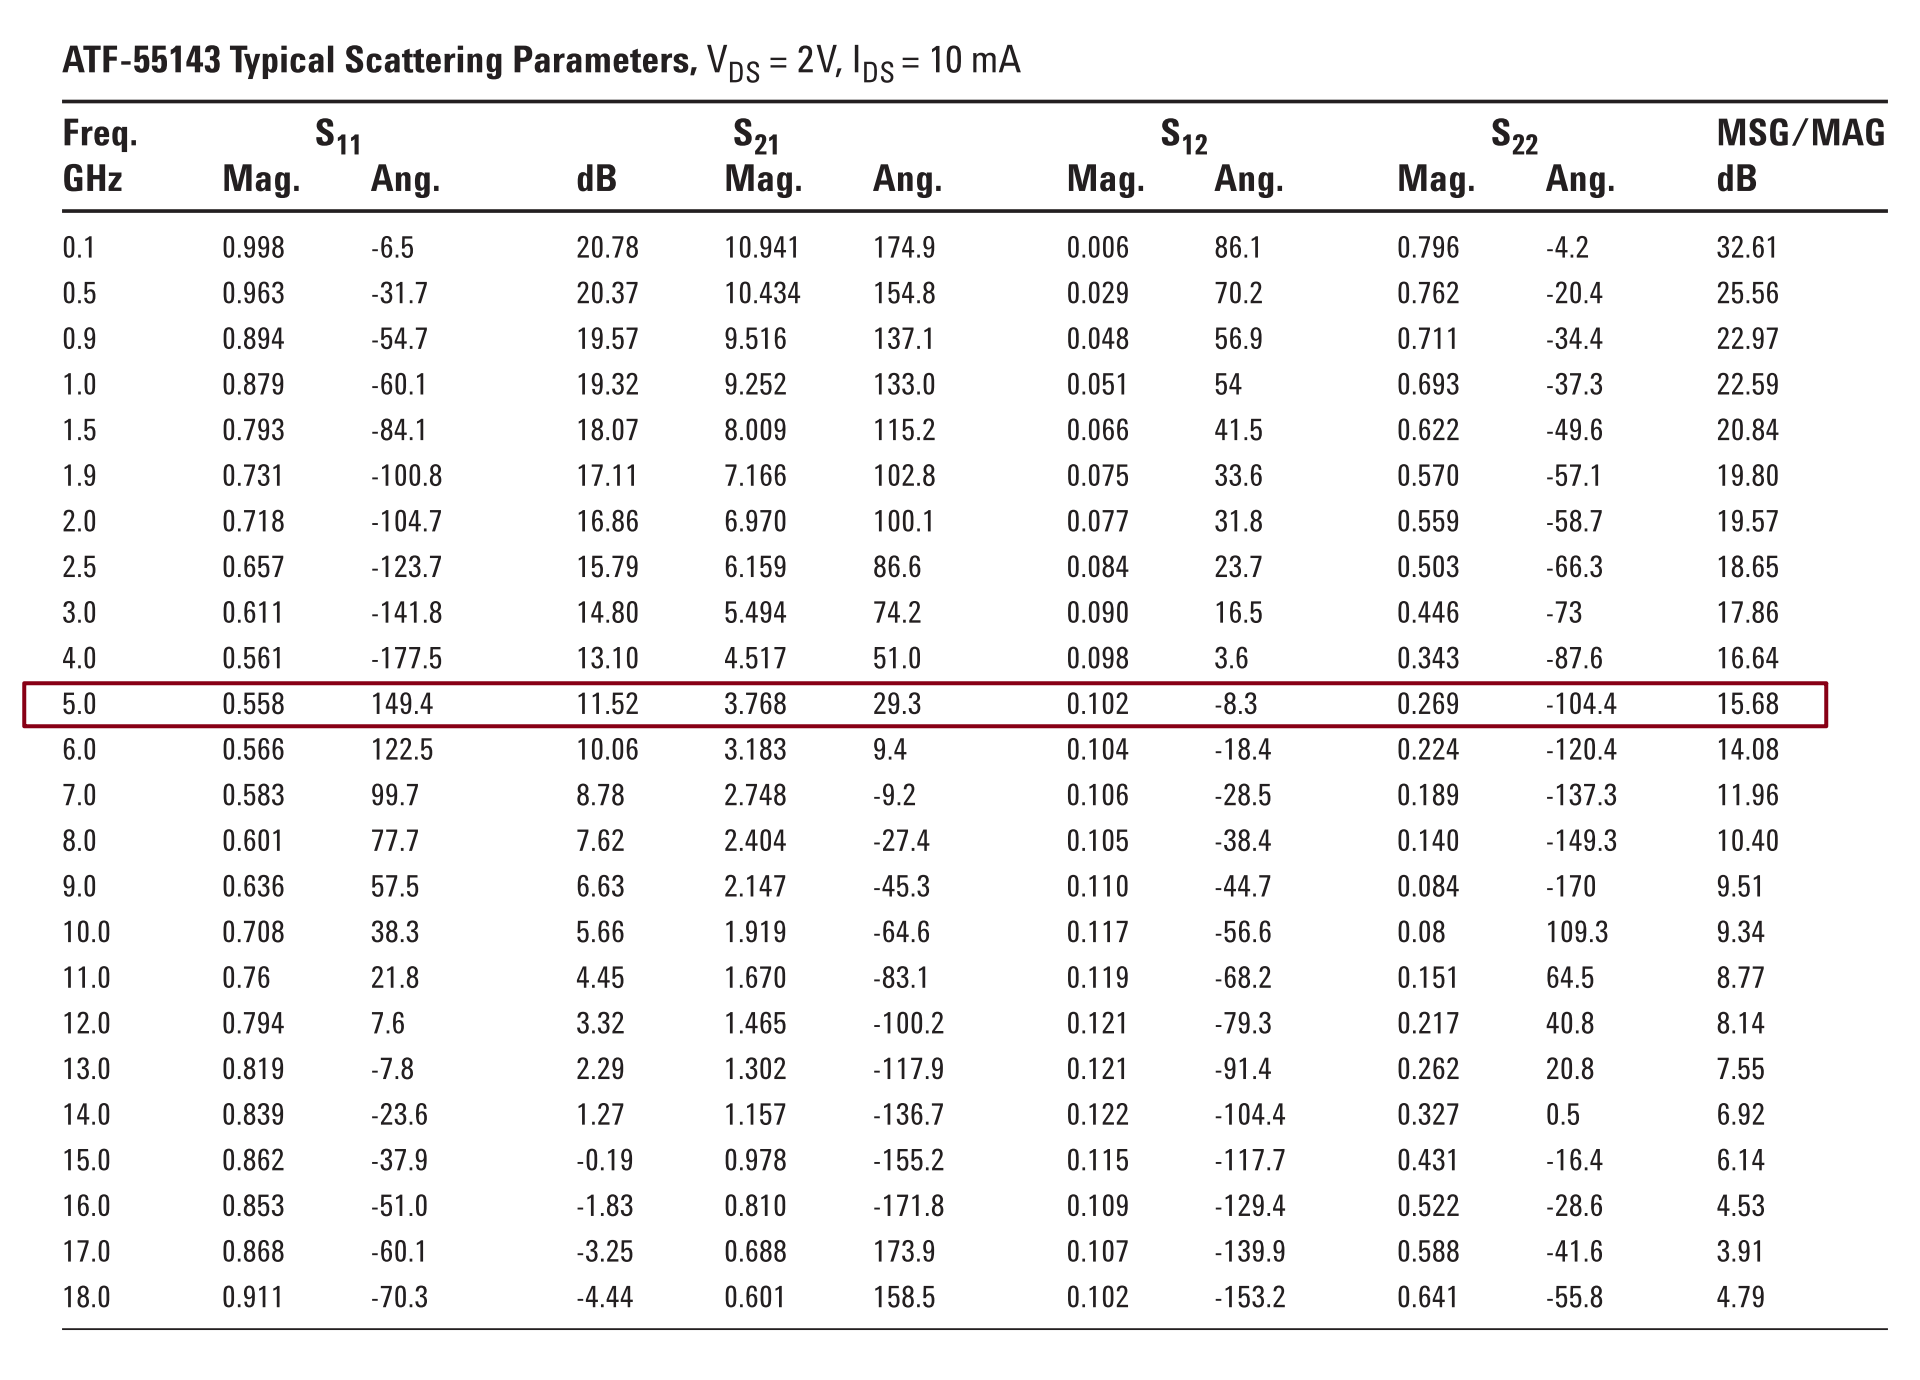 ATF-55143 Typical Scattering Parameters, VDS = 2V, IDS = 10 mA
Freq. S11 S21 S12 S22 MSG/MAG
GHz Mag. Ang. dB Mag. Ang. Mag. Ang. Mag. Ang. dB
0.1 0.998 -6.5 20.78 10.941 174.9 0.006 86.1 0.796 -4.2 32.61
0.5 0.963 -31.7 20.37 10.434 154.8 0.029 70.2 0.762 -20.4 25.56
0.9 0.894 -54.7 19.57 9.516 137.1 0.048 56.9 0.711 -34.4 22.97
1.0 0.879 -60.1 19.32 9.252 133.0 0.051 54 0.693 -37.3 22.59
1.5 0.793 -84.1 18.07 8.009 115.2 0.066 41.5 0.622 -49.6 20.84
1.9 0.731 -100.8 17.11 7.166 102.8 0.075 33.6 0.570 -57.1 19.80
2.0 0.718 -104.7 16.86 6.970 100.1 0.077 31.8 0.559 -58.7 19.57
2.5 0.657 -123.7 15.79 6.159 86.6 0.084 23.7 0.503 -66.3 18.65
3.0 0.611 -141.8 14.80 5.494 74.2 0.090 16.5 0.446 -73 17.86
4.0 0.561 -177.5 13.10 4.517 51.0 0.098 3.6 0.343 -87.6 16.64
5.0 0.558 149.4 11.52 3.768 29.3 0.102 -8.3 0.269 -104.4 15.68
6.0 0.566 122.5 10.06 3.183 9.4 0.104 -18.4 0.224 -120.4 14.08
7.0 0.583 99.7 8.78 2.748 -9.2 0.106 -28.5 0.189 -137.3 11.96
8.0 0.601 77.7 7.62 2.404 -27.4 0.105 -38.4 0.140 -149.3 10.40
9.0 0.636 57.5 6.63 2.147 -45.3 0.110 -44.7 0.084 -170 9.51
10.0 0.708 38.3 5.66 1.919 -64.6 0.117 -56.6 0.08 109.3 9.34
11.0 0.76 21.8 4.45 1.670 -83.1 0.119 -68.2 0.151 64.5 8.77
12.0 0.794 7.6 3.32 1.465 -100.2 0.121 -79.3 0.217 40.8 8.14
13.0 0.819 -7.8 2.29 1.302 -117.9 0.121 -91.4 0.262 20.8 7.55
14.0 0.839 -23.6 1.27 1.157 -136.7 0.122 -104.4 0.327 0.5 6.92
15.0 0.862 -37.9 -0.19 0.978 -155.2 0.115 -117.7 0.431 -16.4 6.14
16.0 0.853 -51.0 -1.83 0.810 -171.8 0.109 -129.4 0.522 -28.6 4.53
17.0 0.868 -60.1 -3.25 0.688 173.9 0.107 -139.9 0.588 -41.6 3.91
18.0 0.911 -70.3 -4.44 0.601 158.5 0.102 -153.2 0.641 -55.8 4.79